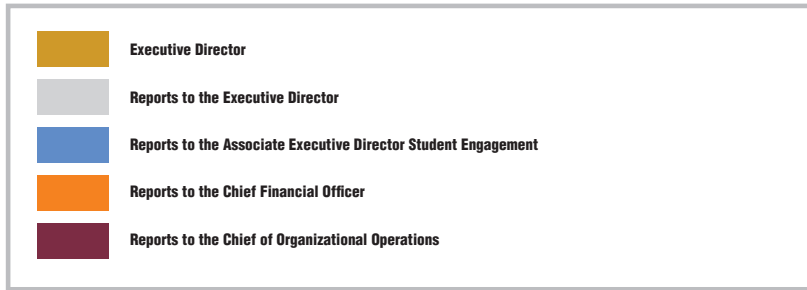 Executive Director
Reports to the Executive Director
Reports to the Associate Executive Director Student Engagement
Reports to the Chief Financial Officer
Reports to the Chief of Organizational Operations